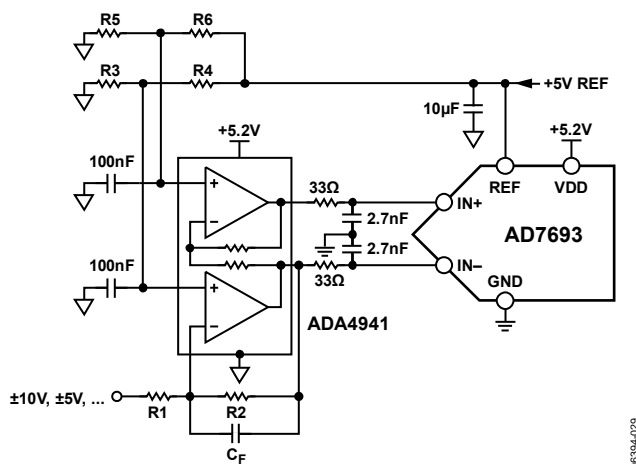 R5
R6
R3
R4
+5V REF
10µF
+5.2V
+5.2V
100nF
+
−
33Ω
2.7nF
2.7nF
33Ω
REF
VDD
IN+
AD7693
IN−
GND
100nF
+
−
ADA4941
±10V, ±5V, ...
R1
R2
CF
06394-029